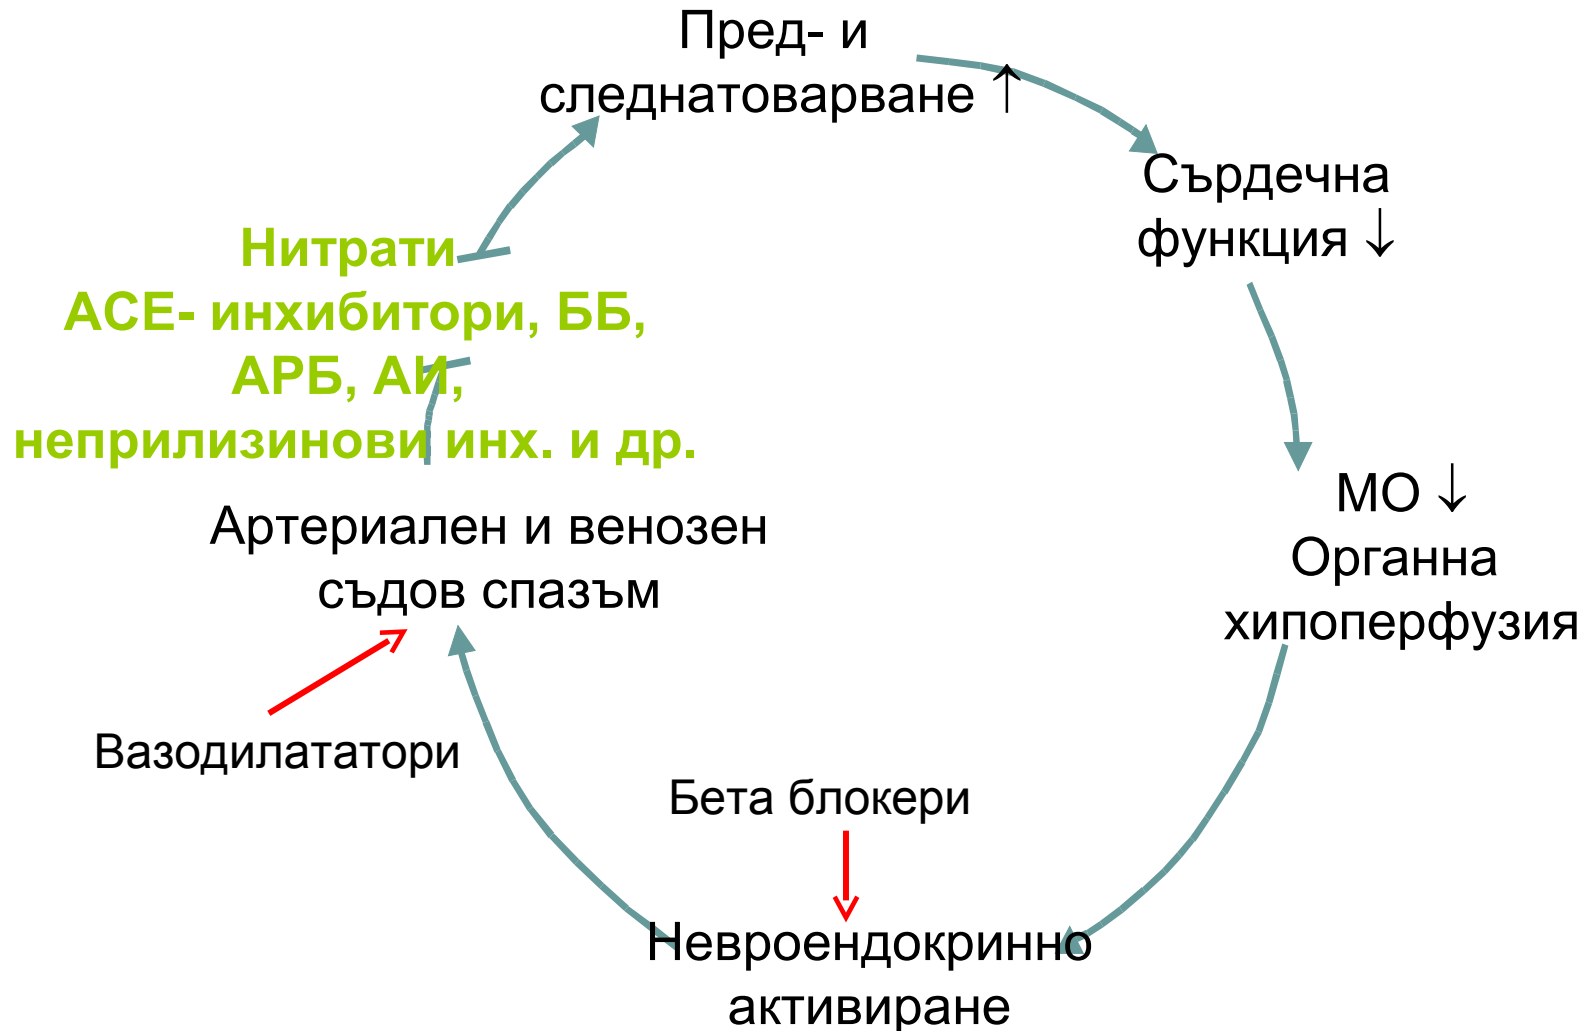 Пред- и
следнатоварване ↑
Сърдечна
функция ↓
МО ↓
Органна
хипоперфузия
Невроендокринно
активиране
Бета блокери
Артериален и венозен
съдов спазъм
Вазодилататори
Нитрати
АСЕ- инхибитори, ББ,
АРБ, АИ,
неприлизинови инх. и др.